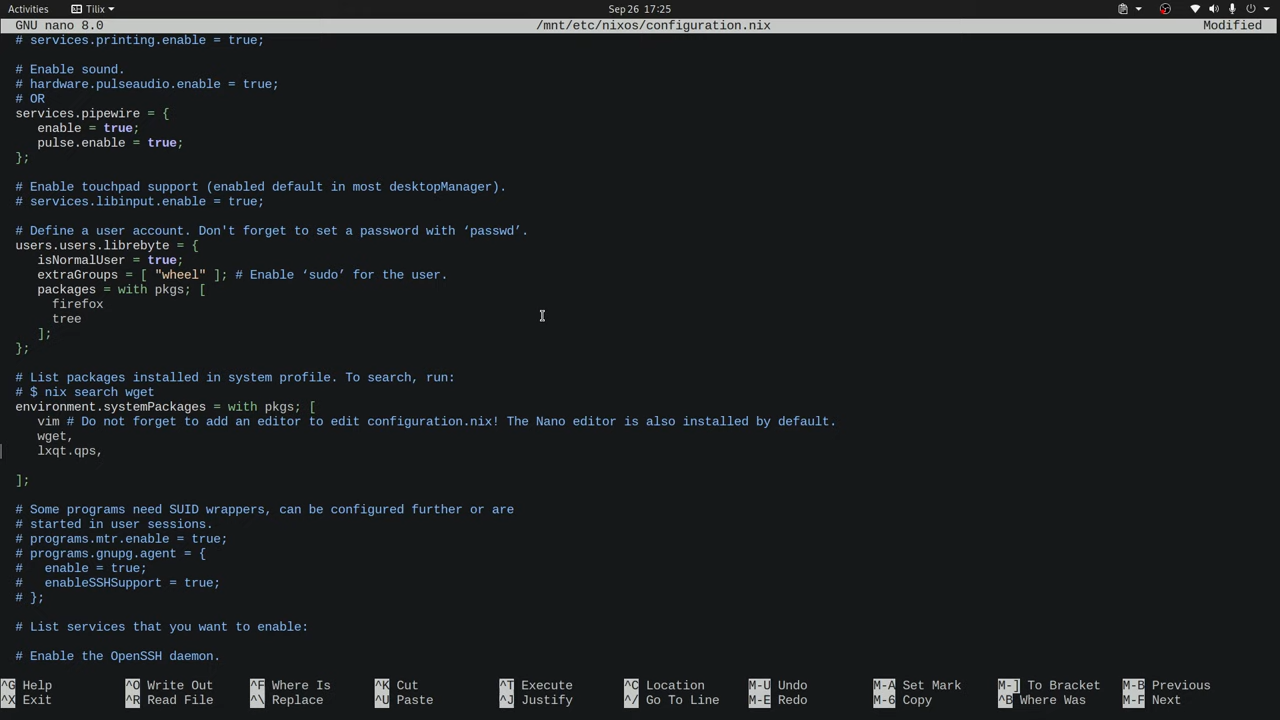 Activities Tilix Sep 26 17:25
GNU nano 8.0 /mnt/etc/nixos/configuration.nix Modified
# services.printing.enable = true;
# Enable sound.
# hardware.pulseaudio.enable = true;
# OR
services.pipewire = {
enable = true;
pulse.enable = true;
};
# Enable touchpad support (enabled default in most desktopManager).
# services.libinput.enable = true;
# Define a user account. Don't forget to set a password with ‘passwd’.
users.users.librebyte = {
isNormalUser = true;
extraGroups = [ "wheel" ]; # Enable ‘sudo’ for the user.
packages = with pkgs; [
firefox
tree
];
};
# List packages installed in system profile. To search, run:
# $ nix search wget
environment.systemPackages = with pkgs; [
vim # Do not forget to add an editor to edit configuration.nix! The Nano editor is also installed by default.
wget,
lxqt.qps,
];
# Some programs need SUID wrappers, can be configured further or are
# started in user sessions.
# programs.mtr.enable = true;
# programs.gnupg.agent = {
#   enable = true;
#   enableSSHSupport = true;
# };
# List services that you want to enable:
# Enable the OpenSSH daemon.
^G Help ^O Write Out ^F Where Is ^K Cut ^T Execute ^C Location M-U Undo M-A Set Mark M-] To Bracket M-B Previous
^X Exit ^R Read File ^\ Replace ^U Paste ^J Justify ^/ Go To Line M-E Redo M-6 Copy ^B Where Was M-F Next